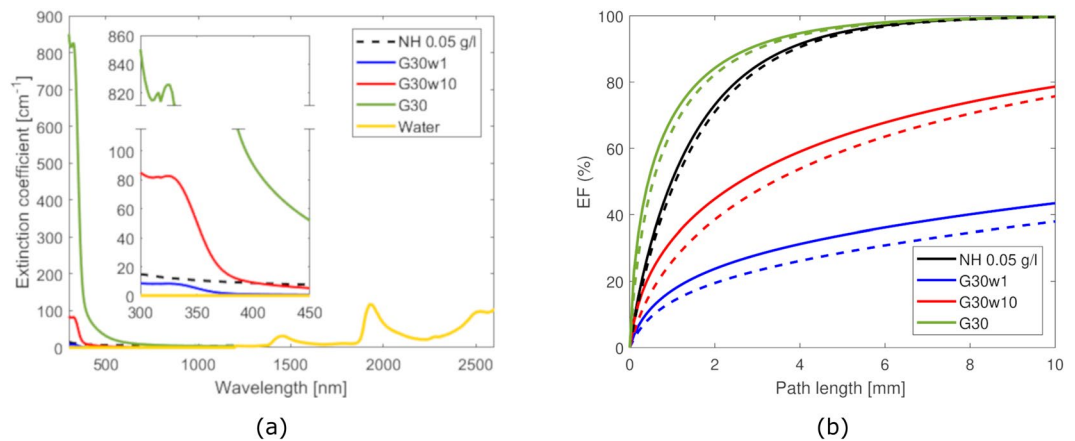 900
800
700
600
500
400
300
200
100
0
Extinction coefficient [cm⁻¹]
500
1000
1500
2000
2500
Wavelength [nm]
860
840
820
100
80
60
40
20
0
300
400
450
NH 0.05 g/l
G30w1
G30w10
G30
Water
(a)
100
80
60
40
20
0
EF (%)
0
2
4
6
8
10
Path length [mm]
NH 0.05 g/l
G30w1
G30w10
G30
(b)